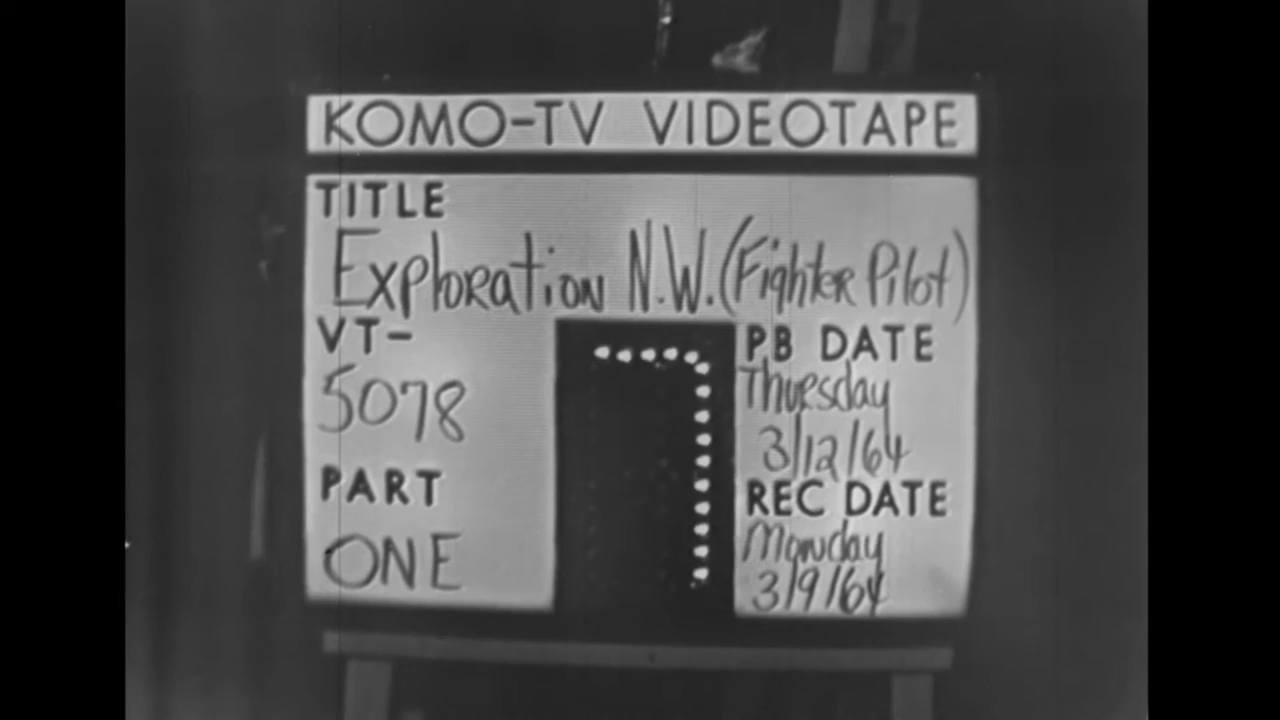 KOMO-TV VIDEOTAPE
TITLE
Exploration N.W. (Fighter Pilot)
VT-
5078
PART
ONE
7
PB DATE
Thursday
3/12/64
REC DATE
Monday
3/9/64